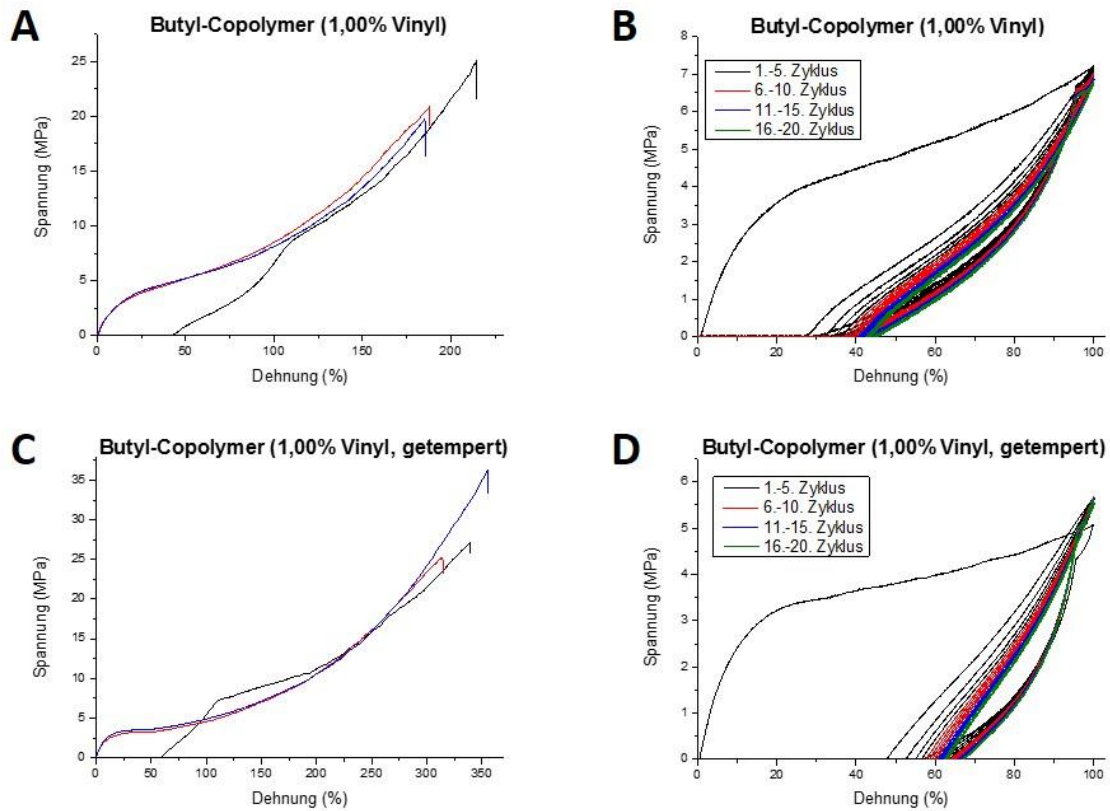 A
Butyl-Copolymer (1,00% Vinyl)
25
20
15
10
5
0
Spannung (MPa)
0 50 100 150 200
Dehnung (%)
B
Butyl-Copolymer (1,00% Vinyl)
1.-5. Zyklus
6.-10. Zyklus
11.-15. Zyklus
16.-20. Zyklus
8
7
6
5
4
3
2
1
0
Spannung (MPa)
0 20 40 60 80 100
Dehnung (%)
C
Butyl-Copolymer (1,00% Vinyl, getempert)
35
30
25
20
15
10
5
0
Spannung (MPa)
0 50 100 150 200 250 300 350
Dehnung (%)
D
Butyl-Copolymer (1,00% Vinyl, getempert)
1.-5. Zyklus
6.-10. Zyklus
11.-15. Zyklus
16.-20. Zyklus
6
5
4
3
2
1
0
Spannung (MPa)
0 20 40 60 80 100
Dehnung (%)